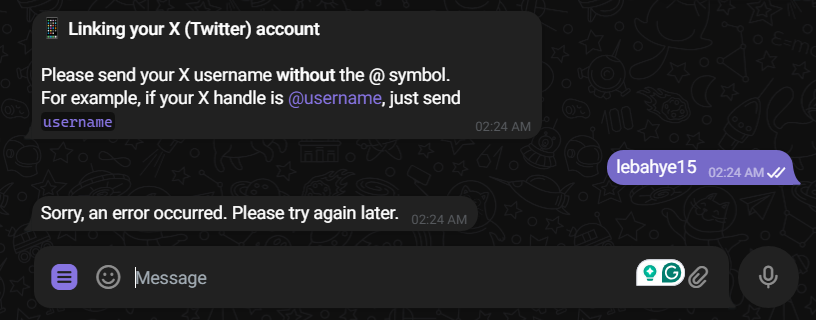 📱 Linking your X (Twitter) account
Please send your X username without the @ symbol.
For example, if your X handle is @username, just send
username
02:24 AM
lebahye15 02:24 AM
Sorry, an error occurred. Please try again later. 02:24 AM
Message